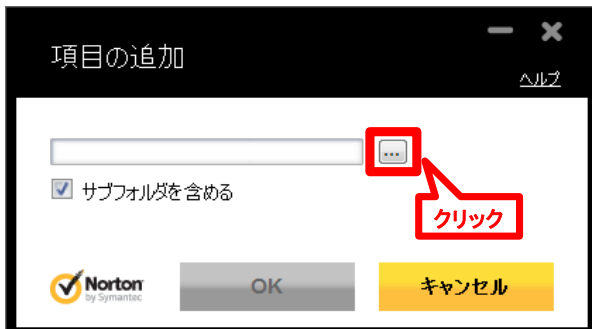 項目の追加
ヘルプ
...
サブフォルダを含める
クリック
Norton
by Symantec
OK
キャンセル